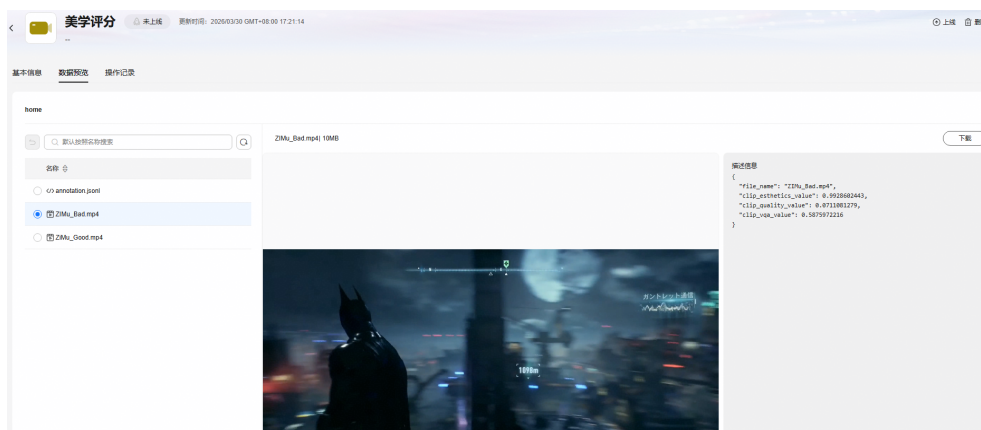 美学评分 未上线 更新时间: 2026/03/30 GMT+08:00 17:21:14
上线
--
基本信息 数据预览 操作记录
home
默认按照名称搜索
ZIMu_Bad.mp4| 10MB
下载
名称
</> annotation.jsonl
ZIMu_Bad.mp4
ZIMu_Good.mp4
描述信息
{
"file_name": "ZIMu_Bad.mp4",
"clip_esthetics_value": 0.9928602443,
"clip_quality_value": 0.0711081279,
"clip_vqa_value": 0.5875972216
}
ガントレット通信
1098m